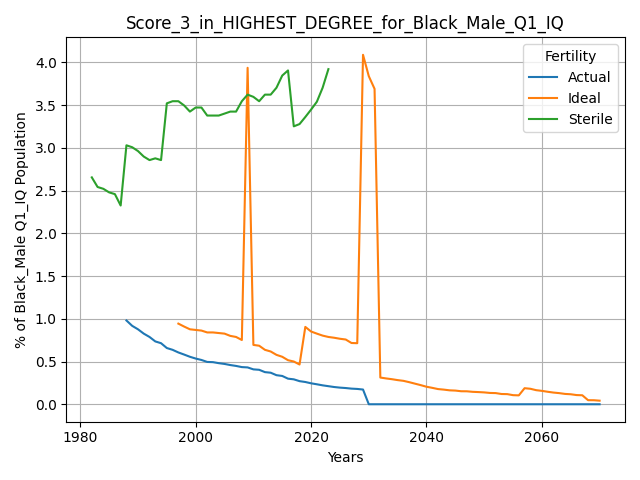 Score_3_in_HIGHEST_DEGREE_for_Black_Male_Q1_IQ
% of Black_Male Q1_IQ Population
4.0
3.5
3.0
2.5
2.0
1.5
1.0
0.5
0.0
Fertility
Actual
Ideal
Sterile
1980
2000
2020
2040
2060
Years